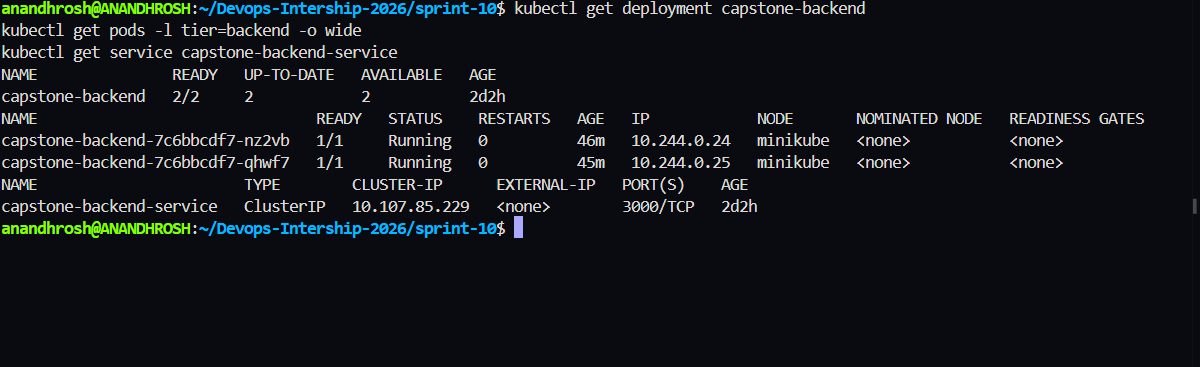 anandhrosh@ANANDHROSH:~/Devops-Intership-2026/sprint-10$ kubectl get deployment capstone-backend
kubectl get pods -l tier=backend -o wide
kubectl get service capstone-backend-service
NAME READY UP-TO-DATE AVAILABLE AGE
capstone-backend 2/2 2 2 2d2h
NAME READY STATUS RESTARTS AGE IP NODE NOMINATED NODE READINESS GATES
capstone-backend-7c6bbcdf7-nz2vb 1/1 Running 0 46m 10.244.0.24 minikube <none> <none>
capstone-backend-7c6bbcdf7-qhwf7 1/1 Running 0 45m 10.244.0.25 minikube <none> <none>
NAME TYPE CLUSTER-IP EXTERNAL-IP PORT(S) AGE
capstone-backend-service ClusterIP 10.107.85.229 <none> 3000/TCP 2d2h
anandhrosh@ANANDHROSH:~/Devops-Intership-2026/sprint-10$